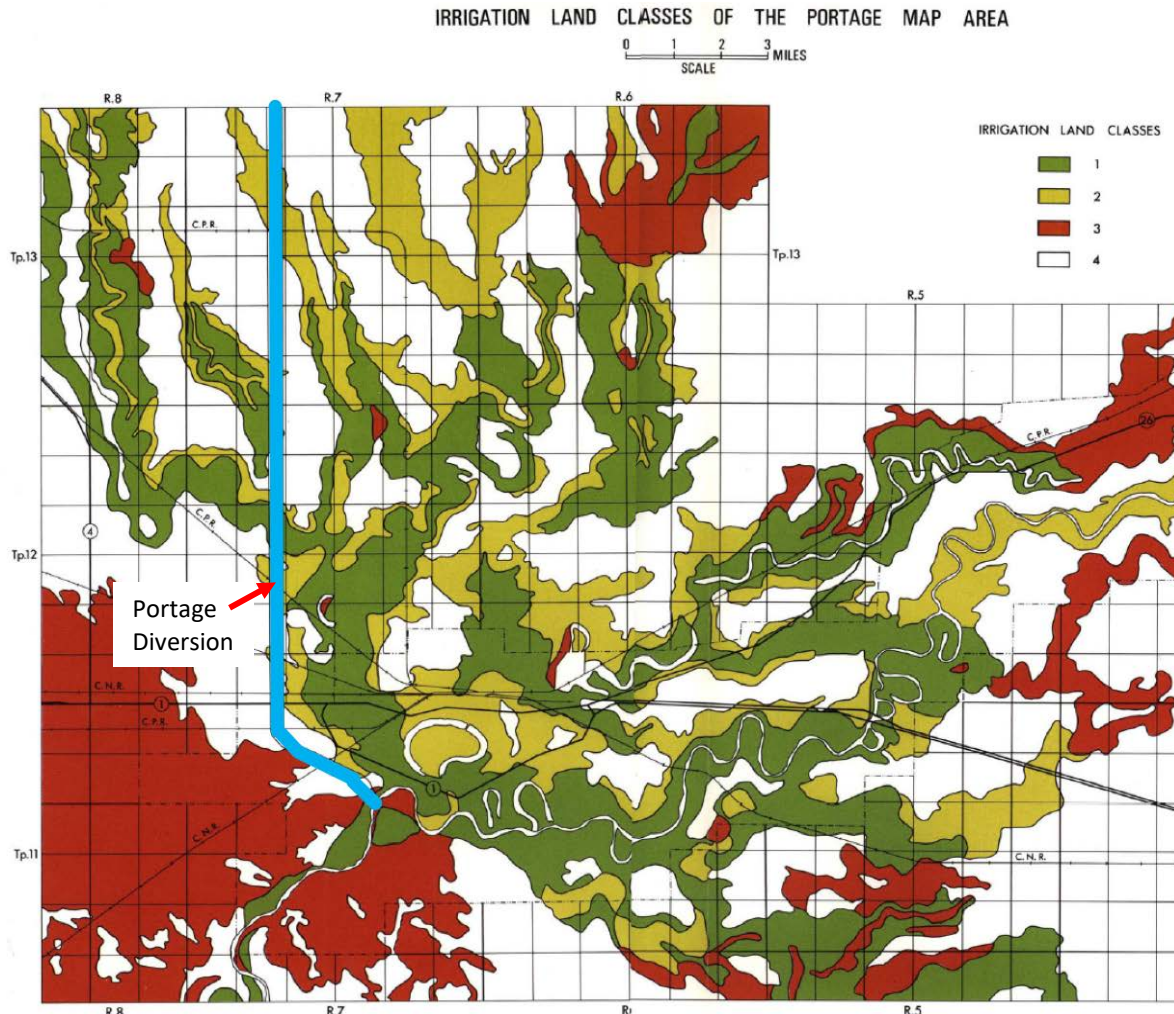 IRRIGATION LAND CLASSES OF THE PORTAGE MAP AREA
0 1 2 3 MILES
SCALE
R.8 R.7 R.6
IRRIGATION LAND CLASSES
1
2
3
4
C.P.R.
Tp.13 Tp.13
R.5
26
C.P.R.
4
C.P.R.
Tp.12
Portage
Diversion
C.N.R.
1
C.P.R.
1
C.N.R.
Tp.11
C.N.R.
R.8 R.7 R.5